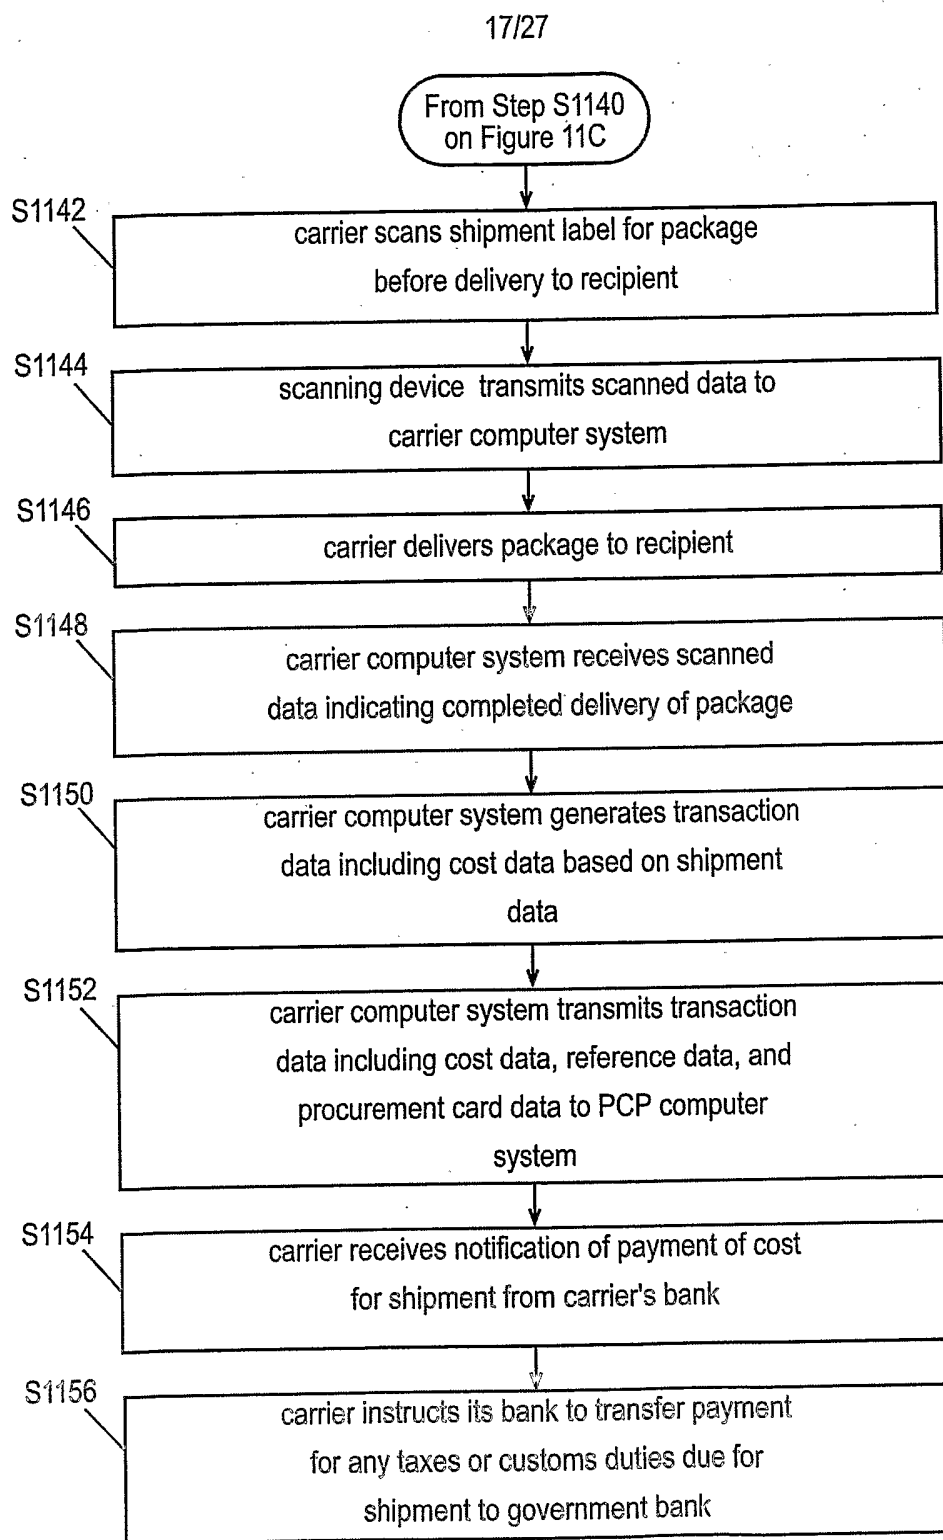 17/27
From Step S1140
on Figure 11C
S1142
carrier scans shipment label for package
before delivery to recipient
S1144
scanning device transmits scanned data to
carrier computer system
S1146
carrier delivers package to recipient
S1148
carrier computer system receives scanned
data indicating completed delivery of package
S1150
carrier computer system generates transaction
data including cost data based on shipment
data
S1152
carrier computer system transmits transaction
data including cost data, reference data, and
procurement card data to PCP computer
system
S1154
carrier receives notification of payment of cost
for shipment from carrier's bank
S1156
carrier instructs its bank to transfer payment
for any taxes or customs duties due for
shipment to government bank